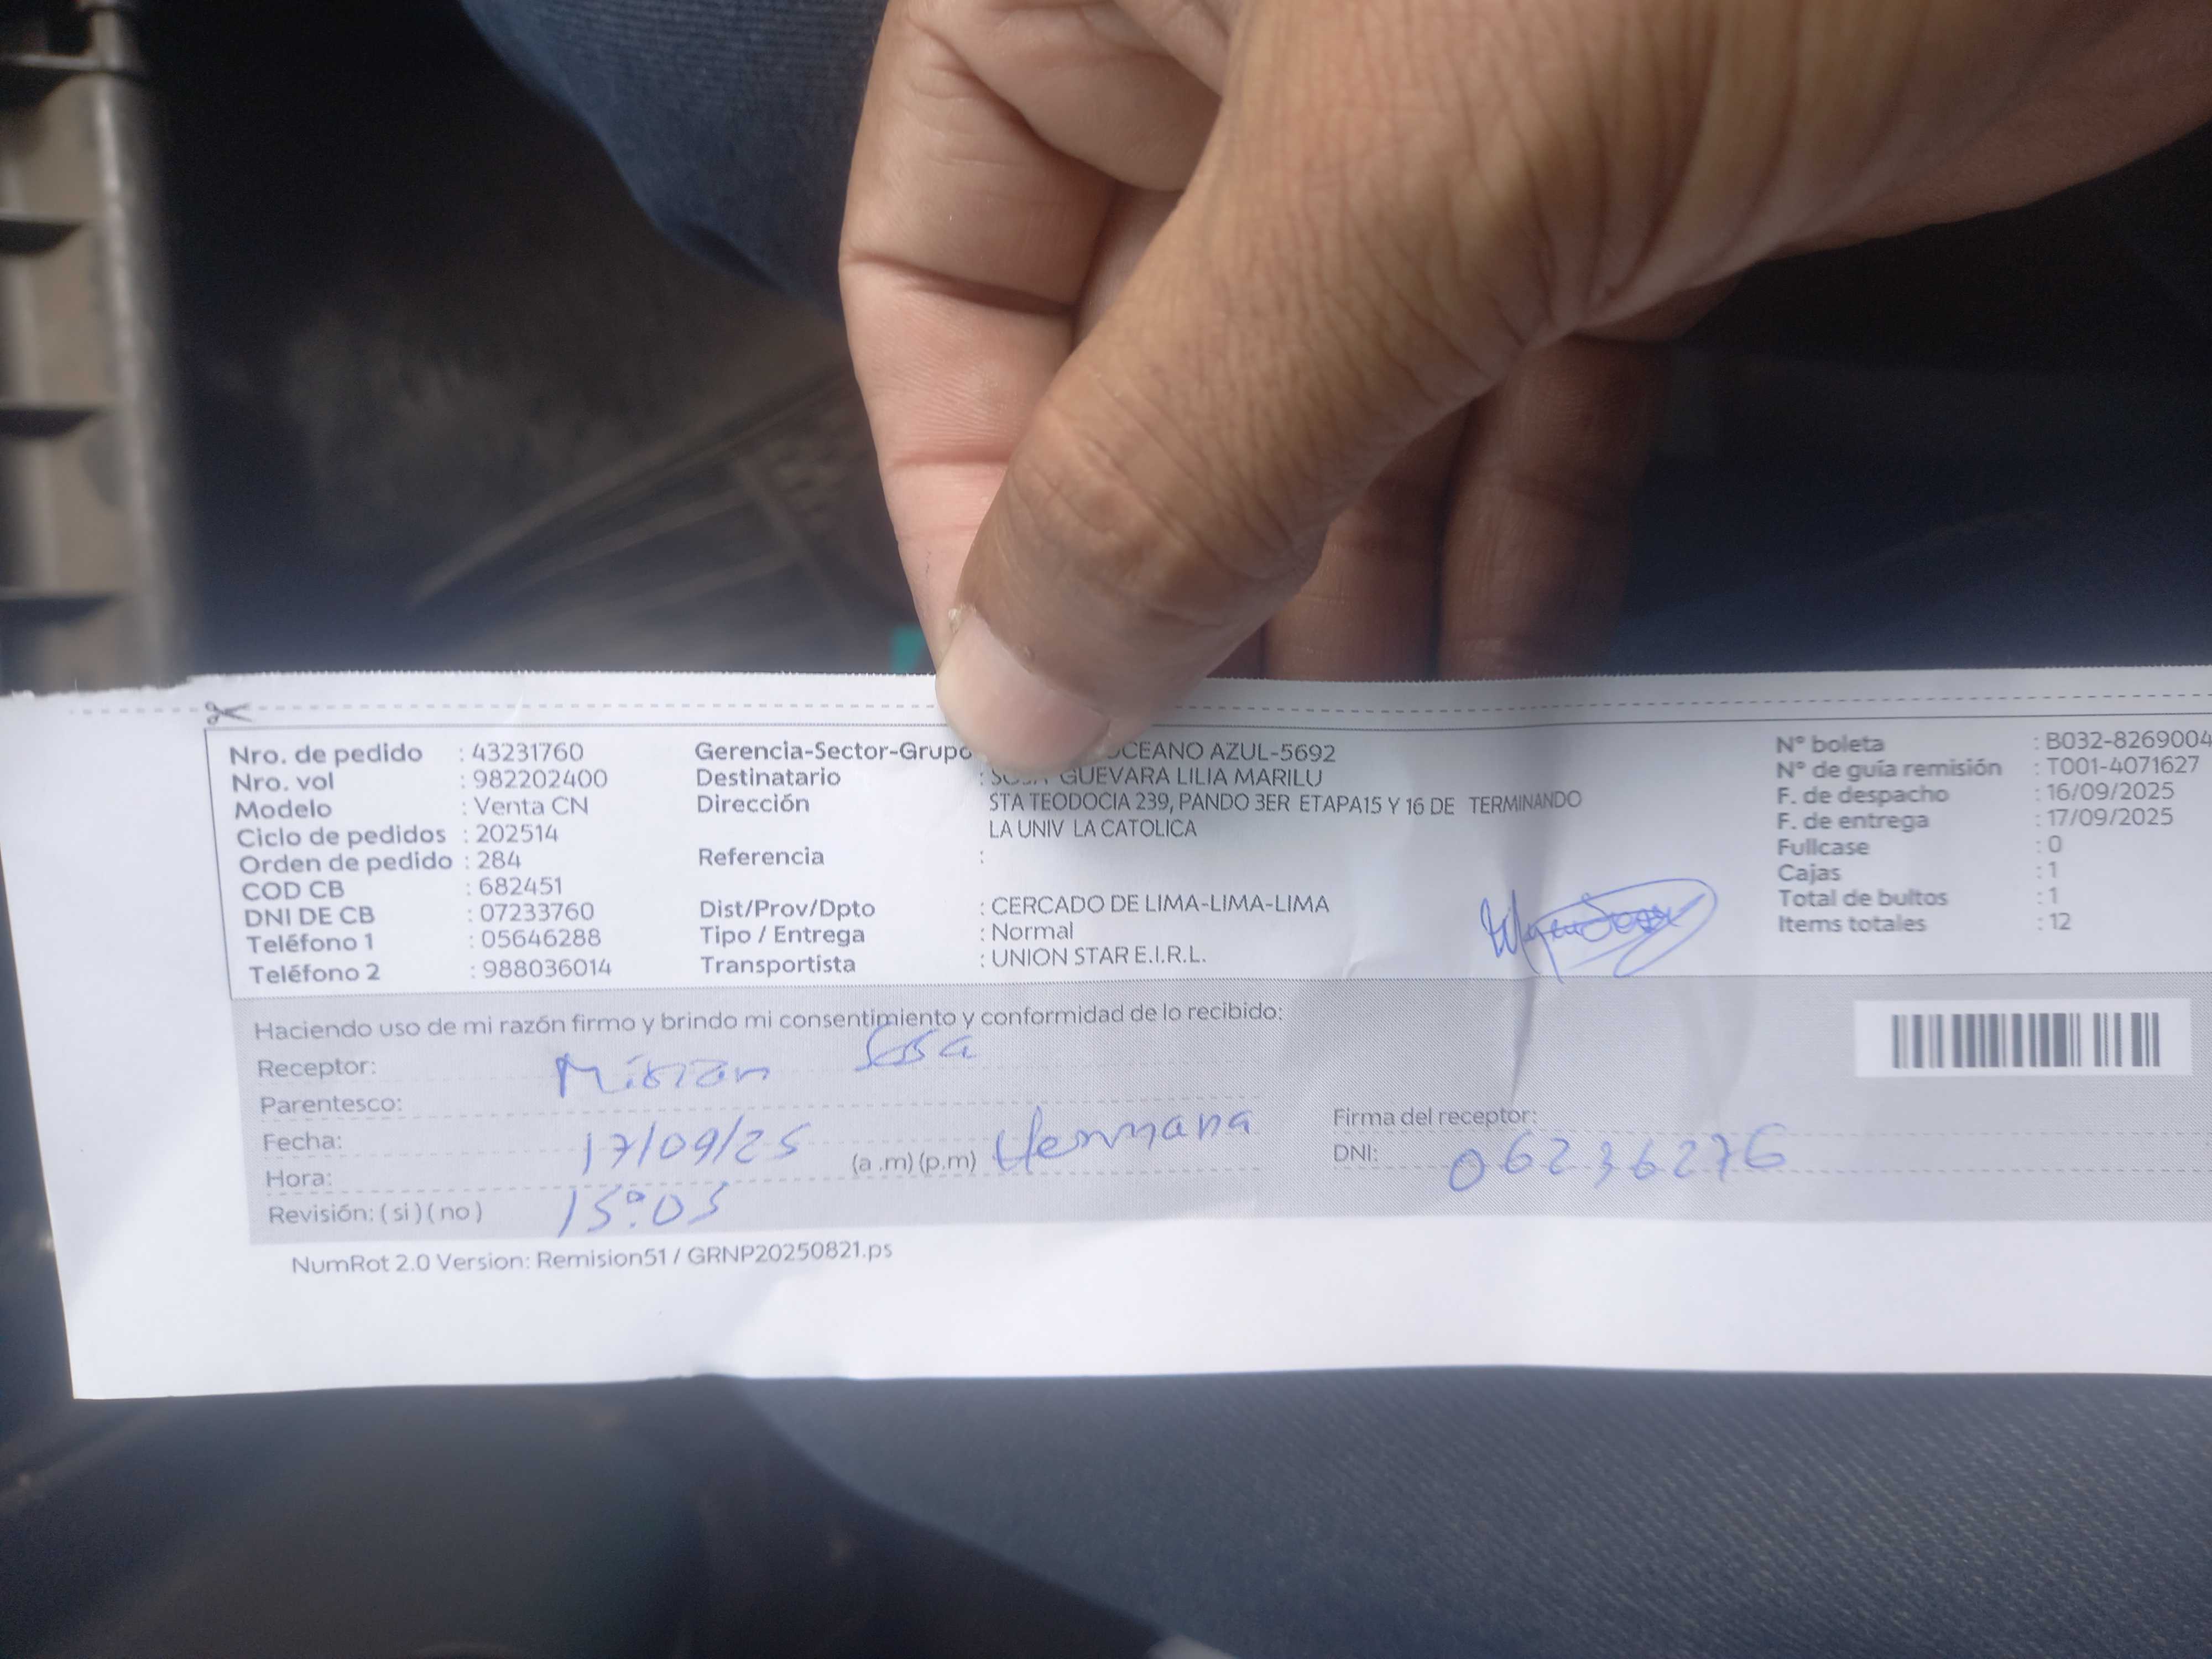 Nro. de pedido : 43231760
Nro. vol : 982202400
Modelo : Venta CN
Ciclo de pedidos : 202514
Orden de pedido : 284
COD CB : 682451
DNI DE CB : 07233760
Teléfono 1 : 05646288
Teléfono 2 : 988036014
Gerencia-Sector-Grupo OCEANO AZUL-5692
Destinatario : SOSA GUEVARA LILIA MARILU
Dirección STA TEODOCIA 239, PANDO 3ER ETAPA15 Y 16 DE TERMINANDO
LA UNIV LA CATOLICA
Referencia :
Dist/Prov/Dpto : CERCADO DE LIMA-LIMA-LIMA
Tipo / Entrega : Normal
Transportista : UNION STAR E.I.R.L.
N° boleta : B032-8269004
N° de guía remisión : T001-4071627
F. de despacho : 16/09/2025
F. de entrega : 17/09/2025
Fullcase : 0
Cajas : 1
Total de bultos : 1
Items totales : 12
Haciendo uso de mi razón firmo y brindo mi consentimiento y conformidad de lo recibido:
Receptor: Mirian Sosa
Parentesco: Hermana
Fecha: 17/09/25
Hora: (a .m) (p.m) 15:05
Revisión: ( si ) ( no )
Firma del receptor:
DNI: 06236276
NumRot 2.0 Version: Remision51 / GRNP20250821.ps